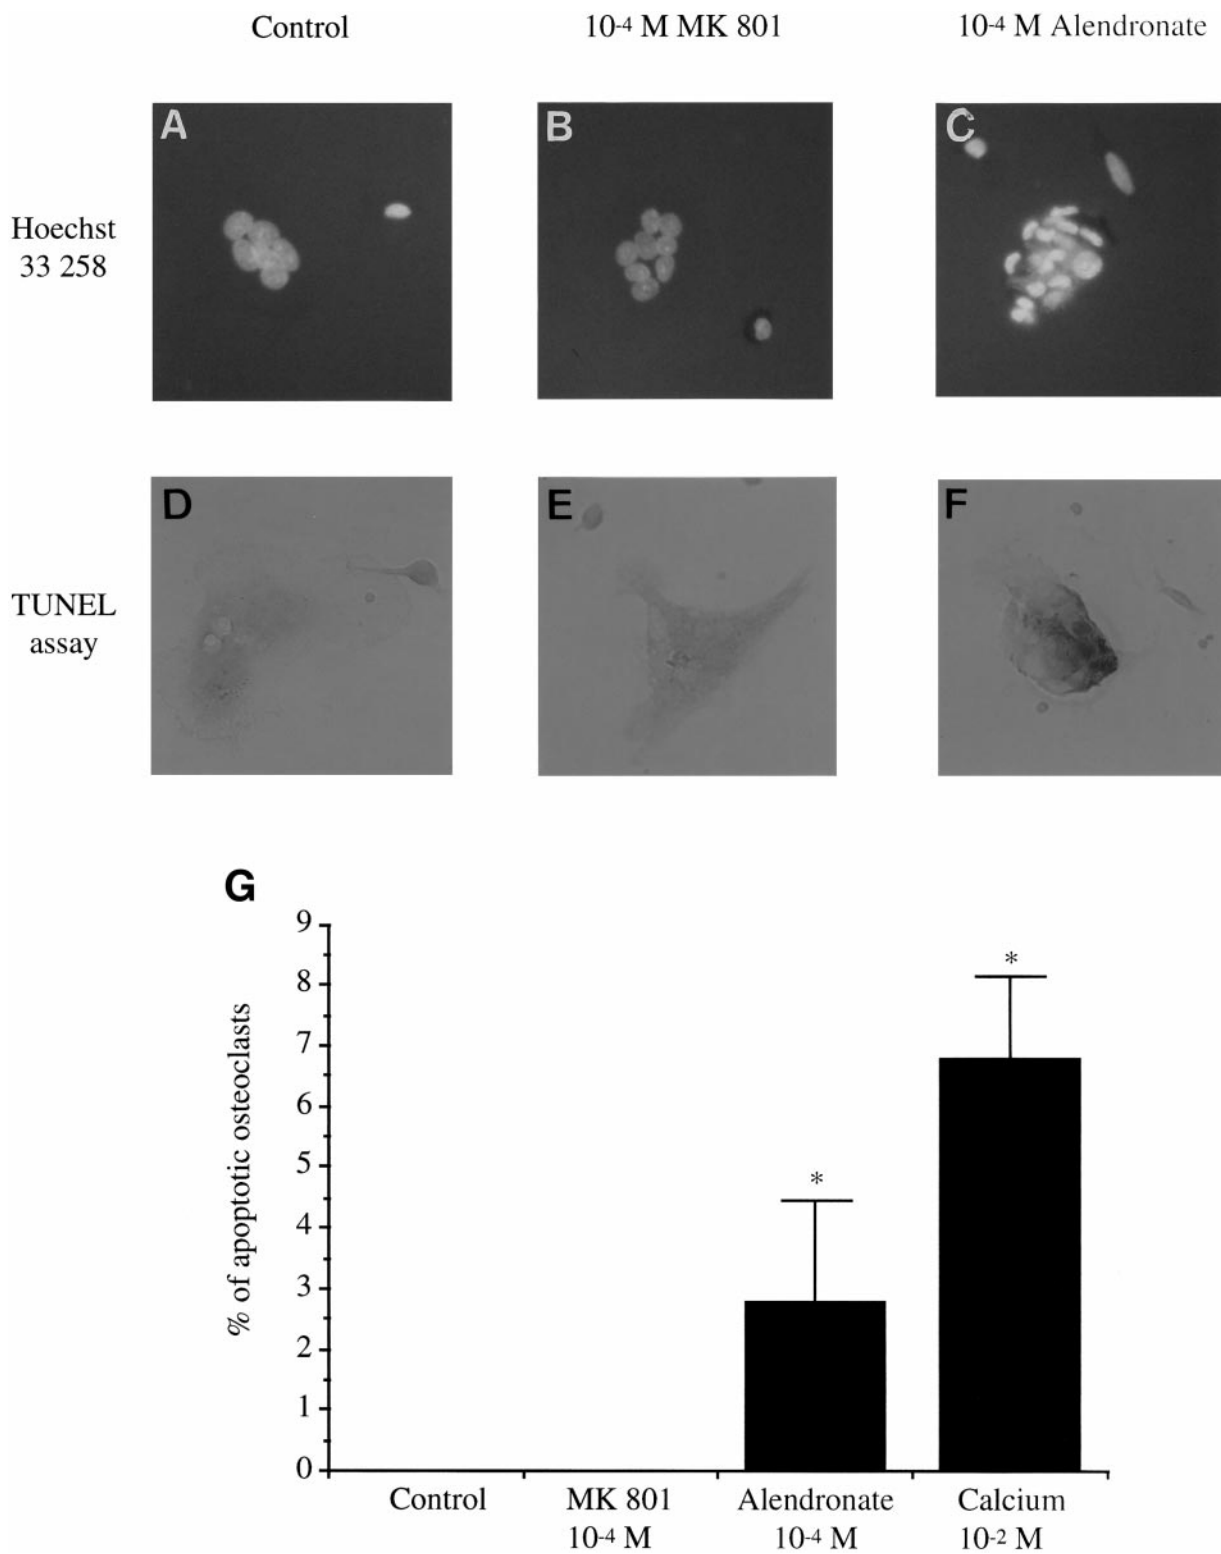 Control
10-4 M MK 801
10-4 M Alendronate
A
B
C
Hoechst
33 258
D
E
F
TUNEL
assay
G
% of apoptotic osteoclasts
9
8
7
6
5
4
3
2
1
0
*
*
Control
MK 801
10-4 M
Alendronate
10-4 M
Calcium
10-2 M